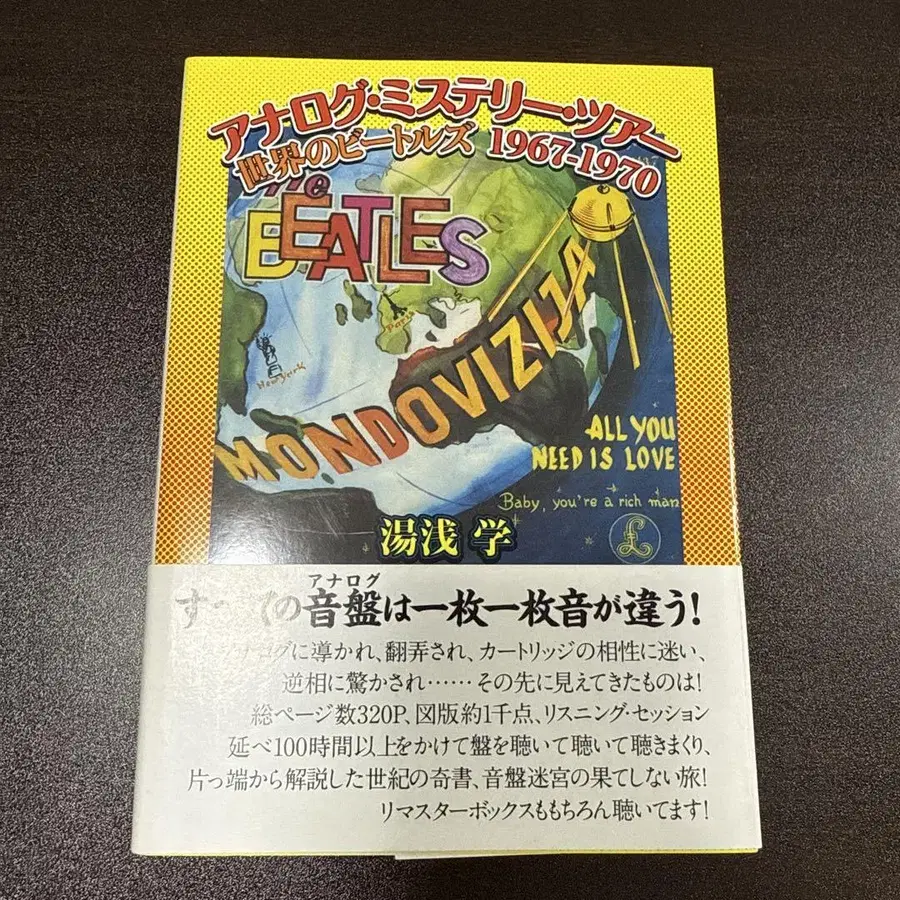 アナログ・ミステリー・ツアー
世界のビートルズ 1967-1970
The
BEATLES
Paris
New York
MONDOVIZIJA
ALL YOU
NEED IS LOVE
Baby, you're a rich man
£
湯浅 学
アナログ
すべての音盤は一枚一枚音が違う!
アナログに導かれ、翻弄され、カートリッジの相性に迷い、
逆相に驚かされ……その先に見えてきたものは!
総ページ数320P、図版約1千点、リスニング・セッション
延べ100時間以上をかけて盤を聴いて聴いて聴きまくり、
片っ端から解説した世紀の奇書、音盤迷宮の果てしない旅!
リマスターボックスももちろん聴いてます!